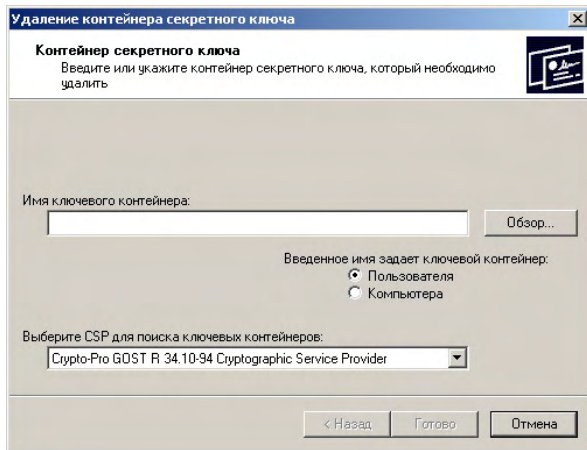 Удаление контейнера секретного ключа
Контейнер секретного ключа
Введите или укажите контейнер секретного ключа, который необходимо
удалить
Имя ключевого контейнера:
Обзор...
Введенное имя задает ключевой контейнер:
Пользователя
Компьютера
Выберите CSP для поиска ключевых контейнеров:
Crypto-Pro GOST R 34.10-94 Cryptographic Service Provider
< Назад
Готово
Отмена